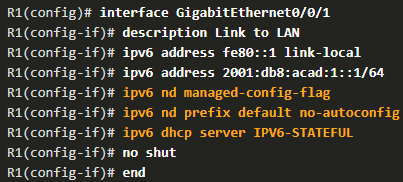 R1(config)# interface GigabitEthernet0/0/1
R1(config-if)# description Link to LAN
R1(config-if)# ipv6 address fe80::1 link-local
R1(config-if)# ipv6 address 2001:db8:acad:1::1/64
R1(config-if)# ipv6 nd managed-config-flag
R1(config-if)# ipv6 nd prefix default no-autoconfig
R1(config-if)# ipv6 dhcp server IPV6-STATEFUL
R1(config-if)# no shut
R1(config-if)# end